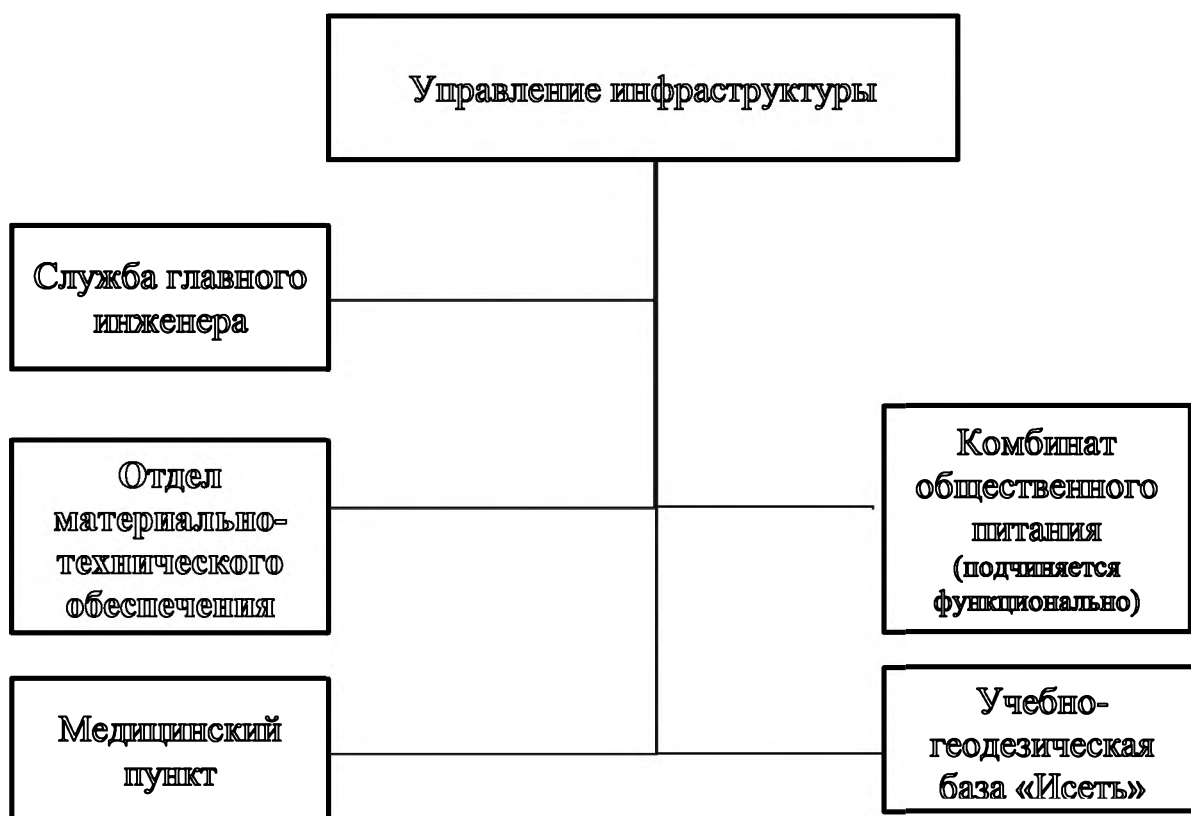 Управление инфраструктуры
Служба главного
инженера
Отдел
материально-
технического
обеспечения
Комбинат
общественного
питания
(подчиняется
функционально)
Медицинский
пункт
Учебно-
геодезическая
база «Исеть»